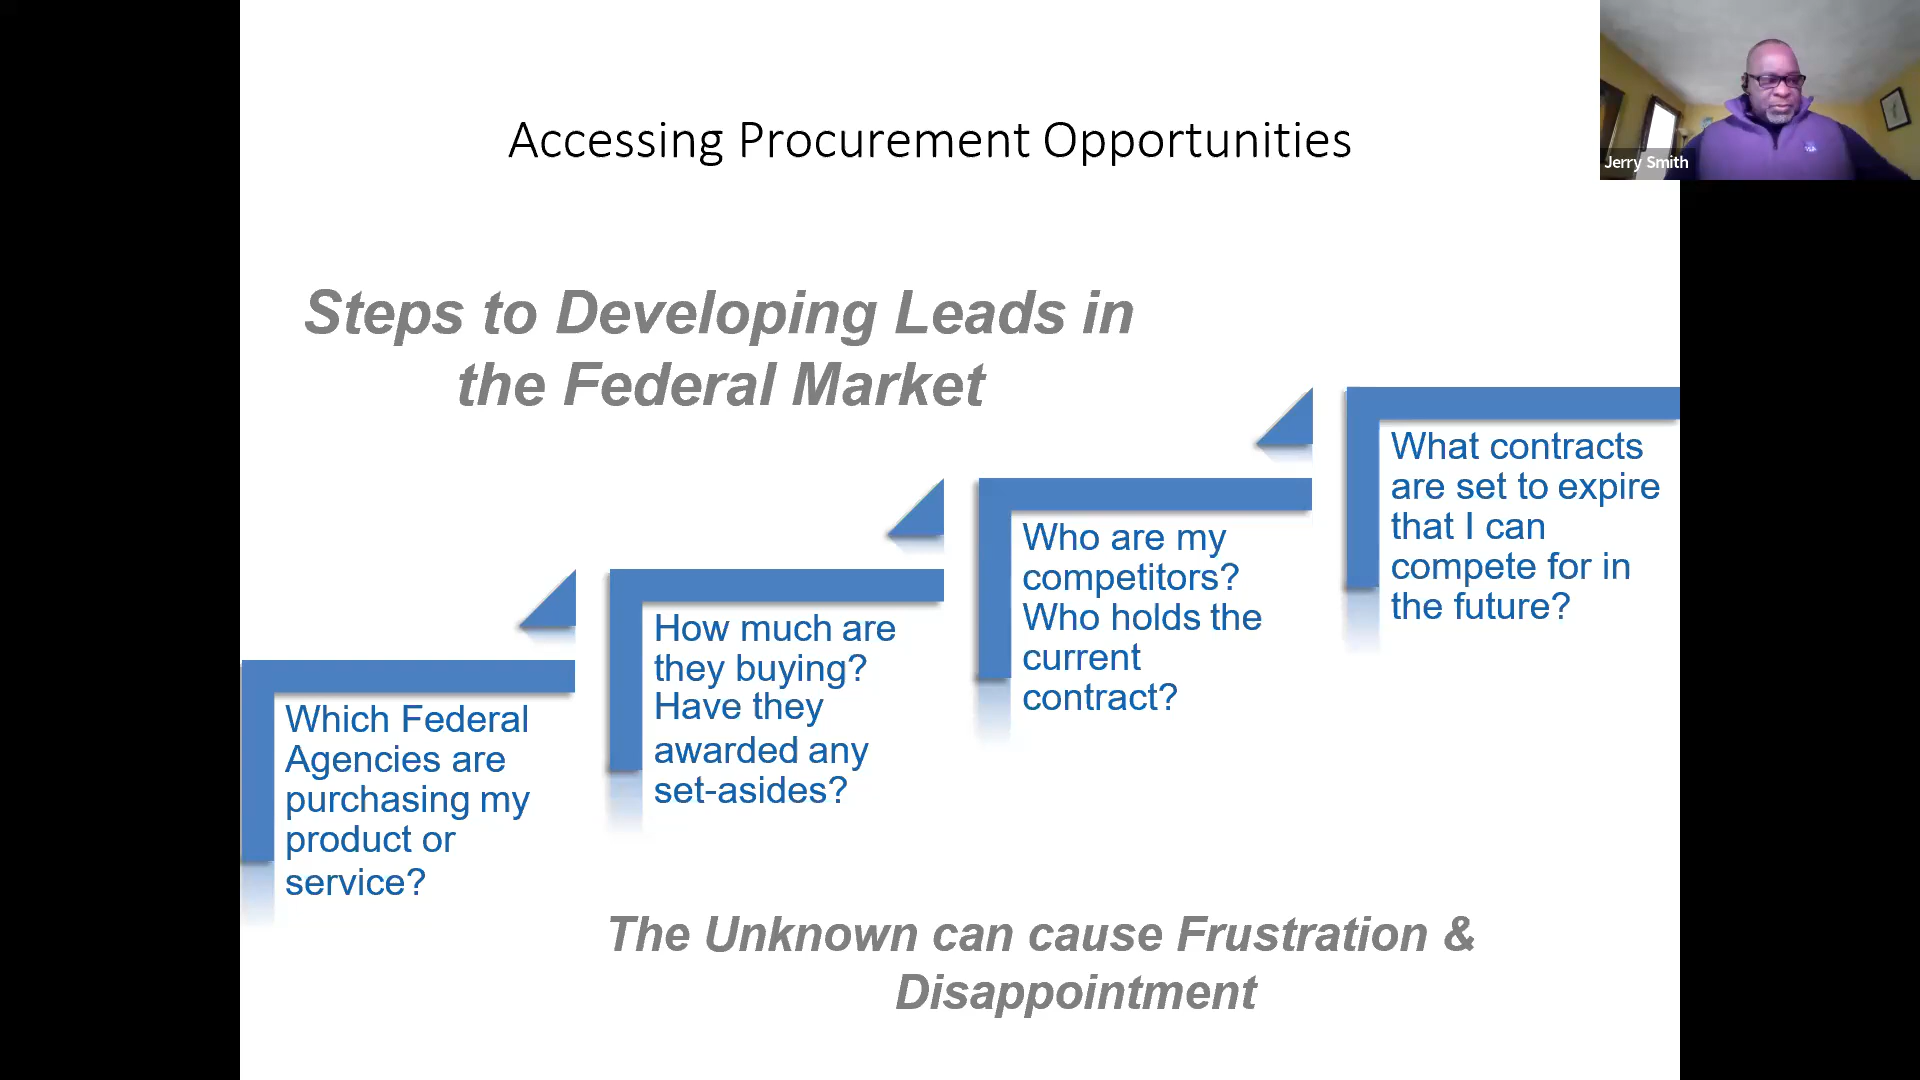 Accessing Procurement Opportunities
Jerry Smith
Steps to Developing Leads in
the Federal Market
Which Federal
Agencies are
purchasing my
product or
service?
How much are
they buying?
Have they
awarded any
set-asides?
Who are my
competitors?
Who holds the
current
contract?
What contracts
are set to expire
that I can
compete for in
the future?
The Unknown can cause Frustration &
Disappointment